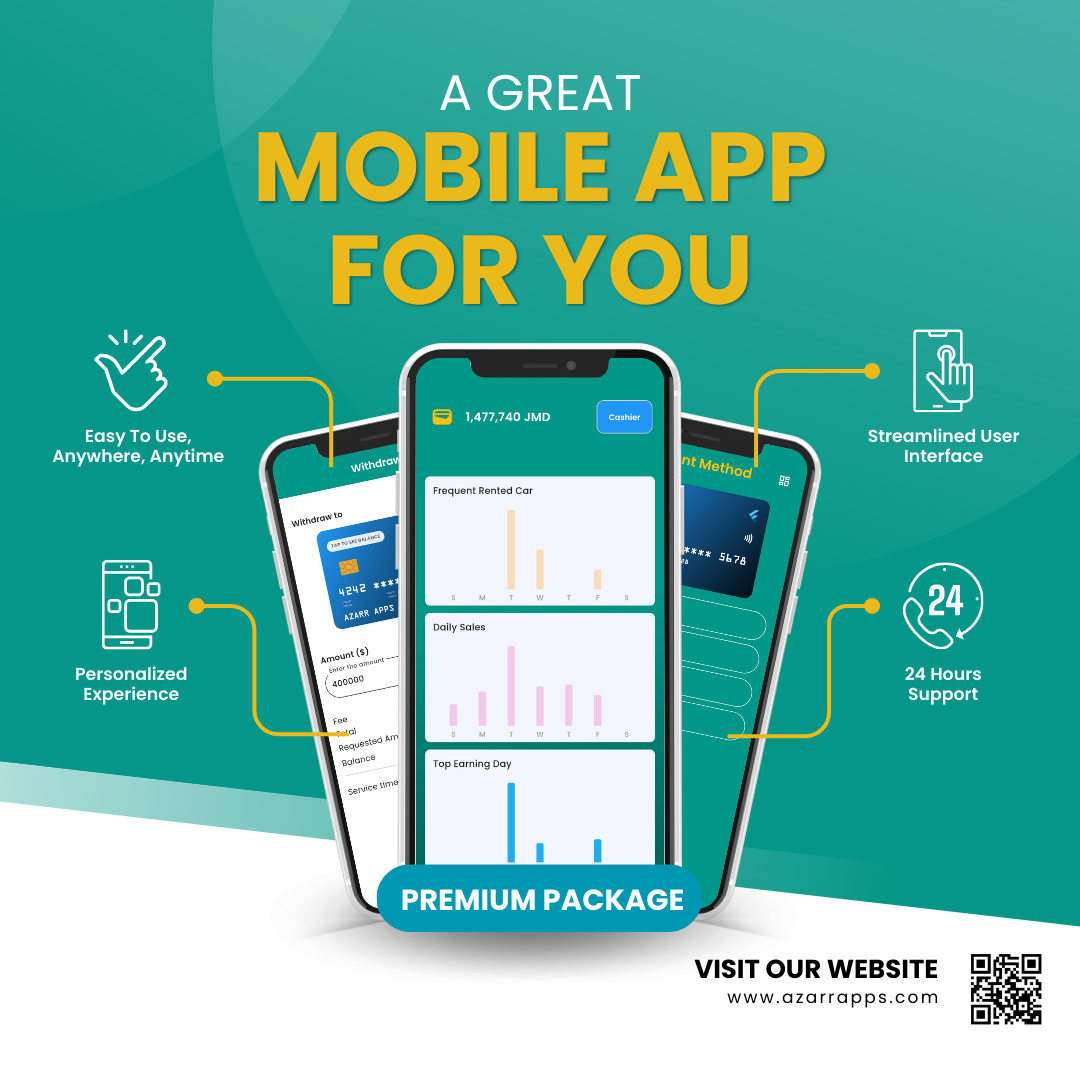 A GREAT
MOBILE APP
FOR YOU
Easy To Use,
Anywhere, Anytime
Streamlined User
Interface
Personalized
Experience
24
24 Hours
Support
Withdraw
Withdraw to
TAP TO SEE BALANCE
4242 ****
AZARR APPS
Amount ($)
Enter the amount
400000
Fee
Total
Requested Am
Balance
Service time
1,477,740 JMD
Cashier
Frequent Rented Car
S M T W T F S
Daily Sales
S M T W T F S
Top Earning Day
nt Method
**** 5678
PREMIUM PACKAGE
VISIT OUR WEBSITE
www.azarrapps.com